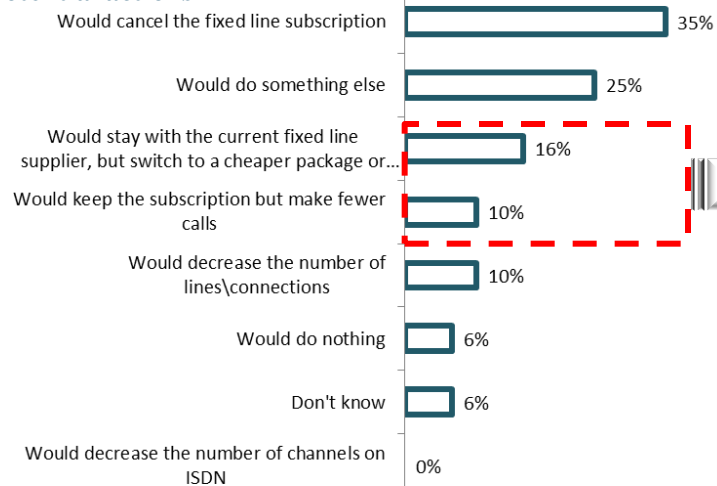 Would cancel the fixed line subscription
35%
Would do something else
25%
Would stay with the current fixed line
supplier, but switch to a cheaper package or...
16%
Would keep the subscription but make fewer
calls
10%
Would decrease the number of
lines\connections
10%
Would do nothing
6%
Don't know
6%
Would decrease the number of channels on
ISDN
0%